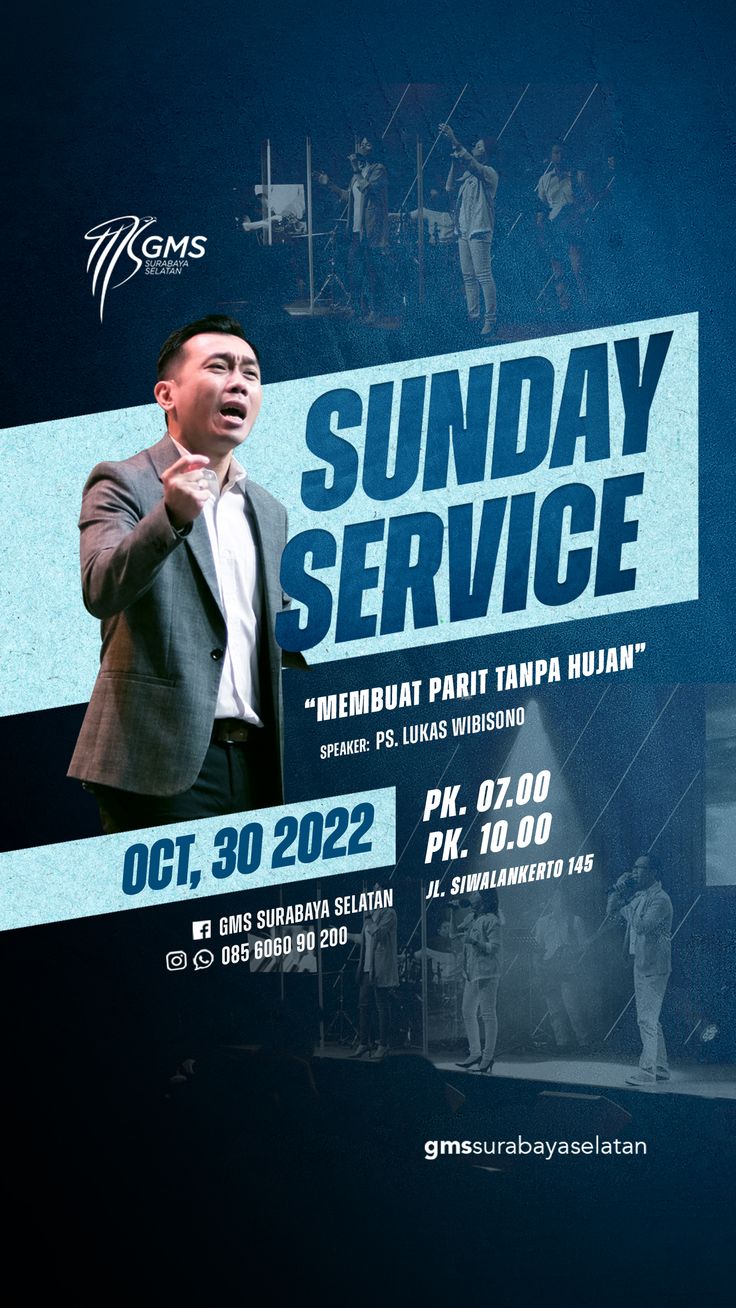 GMS
SURABAYA
SELATAN
SUNDAY
SERVICE
“MEMBUAT PARIT TANPA HUJAN”
SPEAKER: PS. LUKAS WIBISONO
OCT, 30 2022
PK. 07.00
PK. 10.00
JL. SIWALANKERTO 145
GMS SURABAYA SELATAN
085 6060 90 200
gmssurabayaselatan